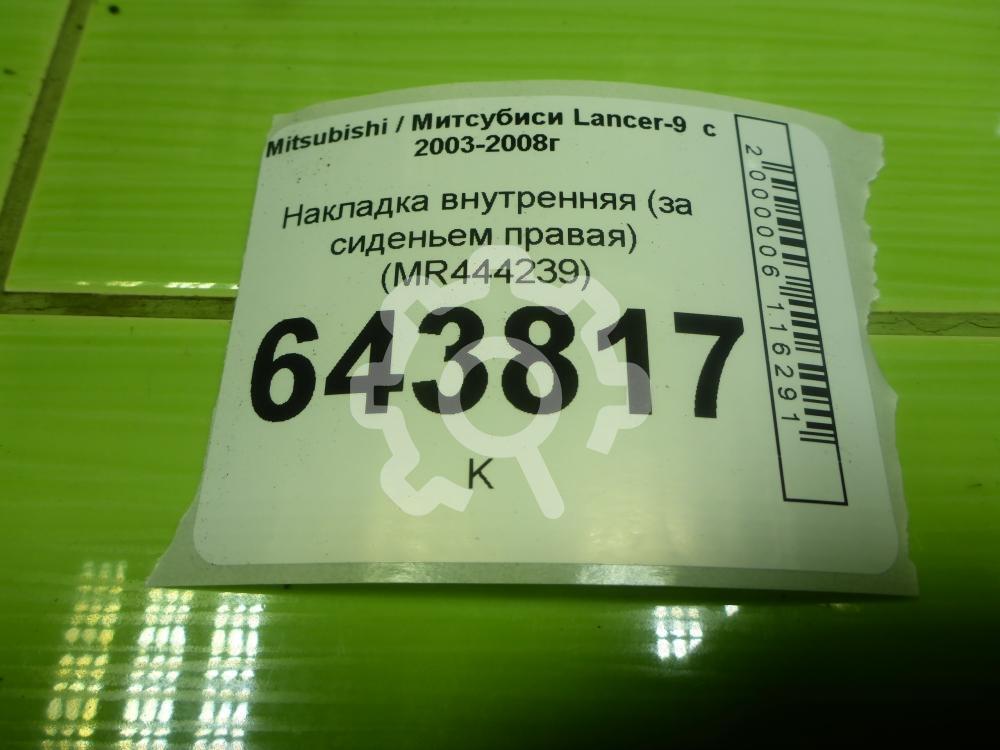 Mitsubishi / Митсубиси Lancer-9 с
2003-2008г
Накладка внутренняя (за
сиденьем правая)
(MR444239)
643817
К
2000006116291